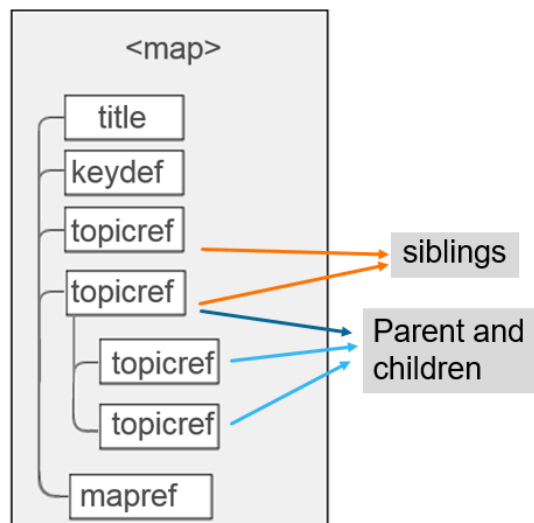 <map>
title
keydef
topicref
topicref
topicref
topicref
mapref
siblings
Parent and
children